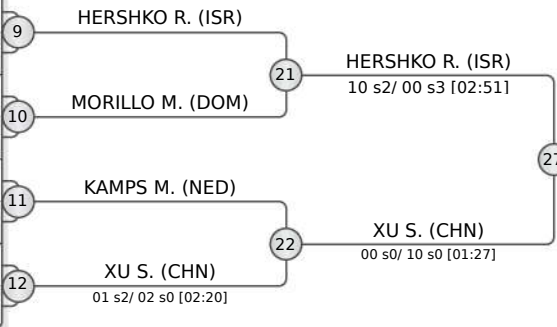 HERSHKO R. (ISR)
9
21
HERSHKO R. (ISR)
10 s2/ 00 s3 [02:51]
MORILLO M. (DOM)
10
27
KAMPS M. (NED)
11
22
XU S. (CHN)
00 s0/ 10 s0 [01:27]
XU S. (CHN)
12
01 s2/ 02 s0 [02:20]